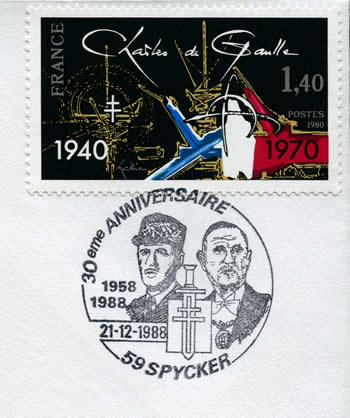 FRANCE
Charles de Gaulle
1,40
POSTES
1980
1940
1970
30eme ANNIVERSAIRE
1958
1988
21-12-1988
59 SPYCKER